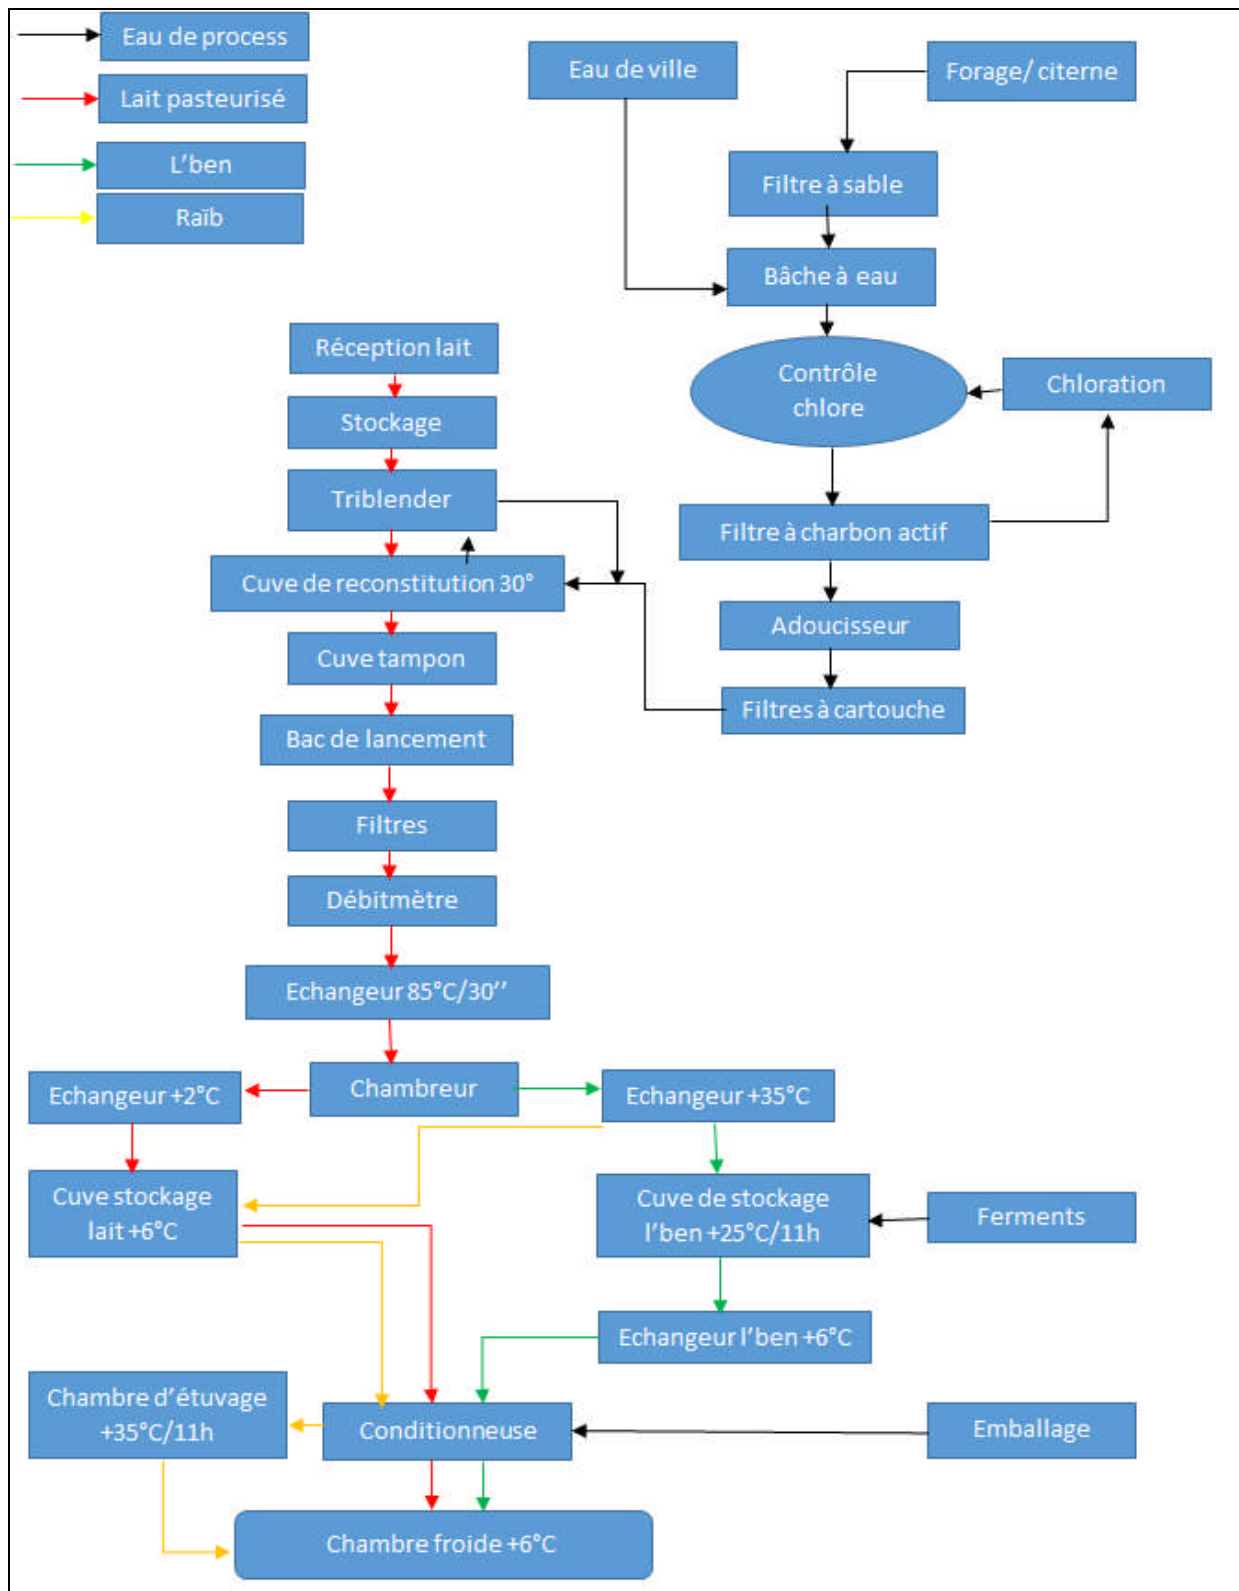 Eau de process
Lait pasteurisé
L'ben
Raïb
Eau de ville
Forage/ citerne
Filtre à sable
Bâche à eau
Contrôle
chlore
Chloration
Filtre à charbon actif
Adoucisseur
Filtres à cartouche
Réception lait
Stockage
Triblender
Cuve de reconstitution 30°
Cuve tampon
Bac de lancement
Filtres
Débitmètre
Echangeur 85°C/30’’
Chambreur
Echangeur +2°C
Echangeur +35°C
Cuve stockage
lait +6°C
Cuve de stockage
l’ben +25°C/11h
Ferments
Echangeur l’ben +6°C
Chambre d’étuvage
+35°C/11h
Conditionneuse
Emballage
Chambre froide +6°C